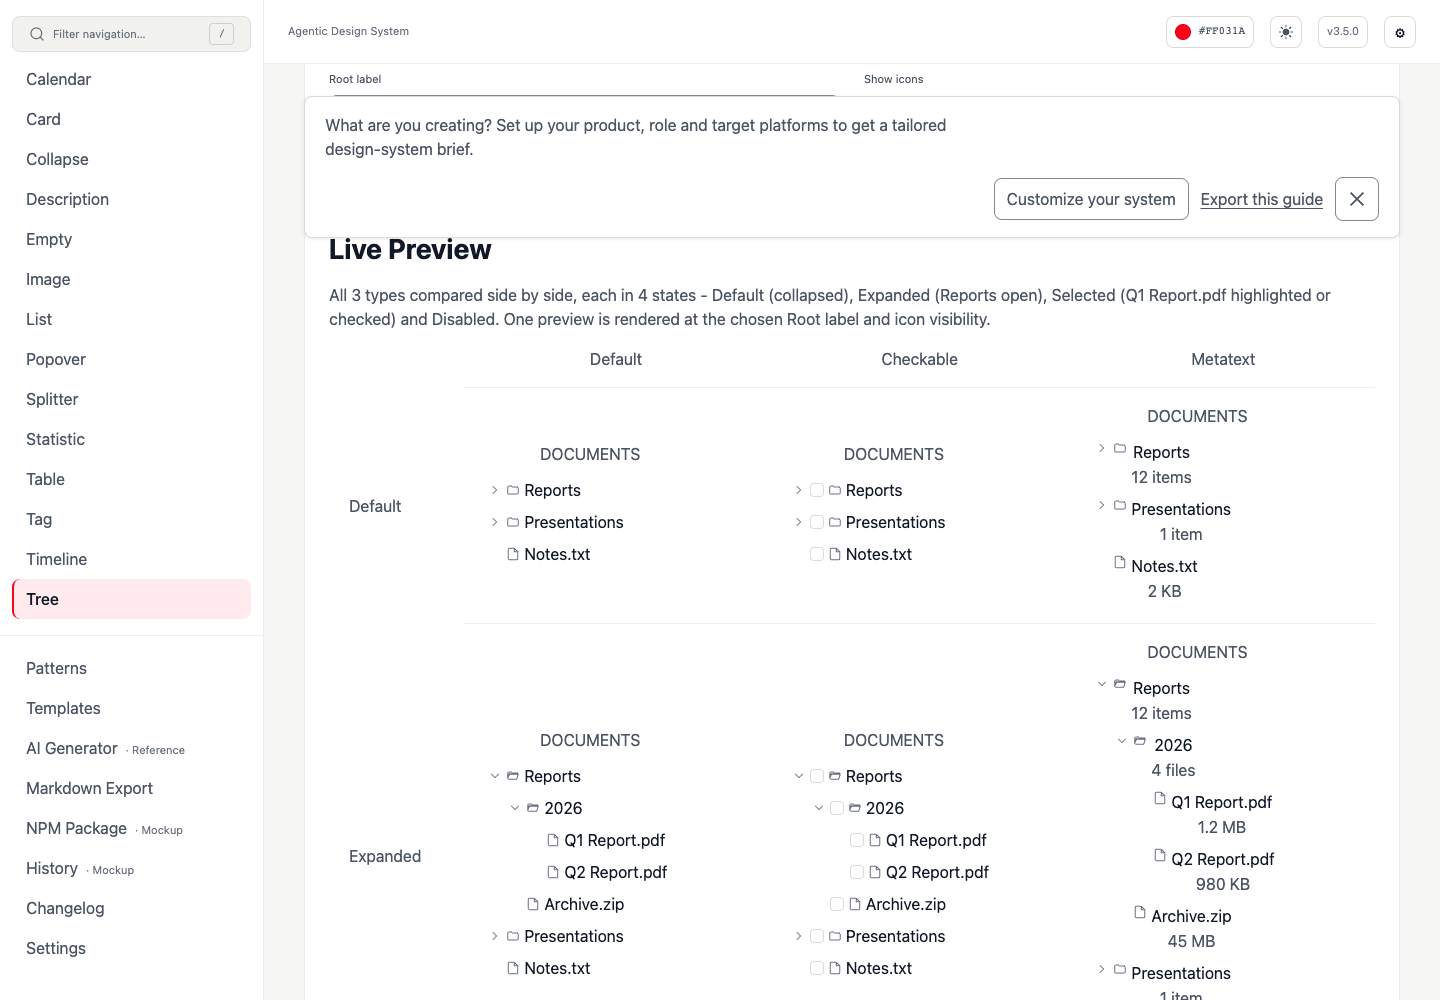 Filter navigation...
/
Calendar
Card
Collapse
Description
Empty
Image
List
Popover
Splitter
Statistic
Table
Tag
Timeline
Tree
Patterns
Templates
AI Generator · Reference
Markdown Export
NPM Package · Mockup
History · Mockup
Changelog
Settings
Agentic Design System
#FF031A
v3.5.0
Root label
Show icons
What are you creating? Set up your product, role and target platforms to get a tailored
design-system brief.
Customize your system
Export this guide
Live Preview
All 3 types compared side by side, each in 4 states - Default (collapsed), Expanded (Reports open), Selected (Q1 Report.pdf highlighted or
checked) and Disabled. One preview is rendered at the chosen Root label and icon visibility.
Default
Checkable
Metatext
Default
DOCUMENTS
Reports
Presentations
Notes.txt
DOCUMENTS
Reports
Presentations
Notes.txt
DOCUMENTS
Reports
12 items
Presentations
1 item
Notes.txt
2 KB
Expanded
DOCUMENTS
Reports
2026
Q1 Report.pdf
Q2 Report.pdf
Archive.zip
Presentations
Notes.txt
DOCUMENTS
Reports
2026
Q1 Report.pdf
Q2 Report.pdf
Archive.zip
Presentations
Notes.txt
DOCUMENTS
Reports
12 items
2026
4 files
Q1 Report.pdf
1.2 MB
Q2 Report.pdf
980 KB
Archive.zip
45 MB
Presentations
1 item